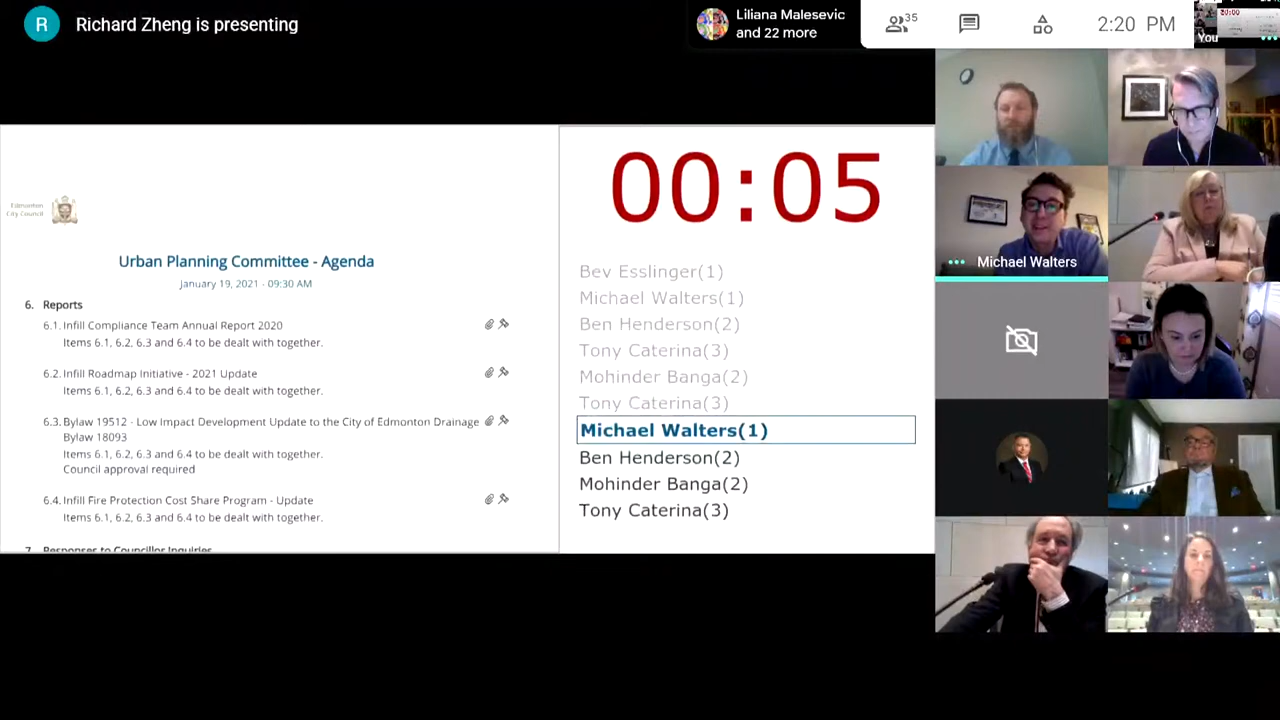 R
Richard Zheng is presenting
Liliana Malesevic
and 22 more
35
2:20 PM
You
Edmonton
City Council
Urban Planning Committee - Agenda
January 19, 2021 - 09:30 AM
6. Reports
6.1. Infill Compliance Team Annual Report 2020
Items 6.1, 6.2, 6.3 and 6.4 to be dealt with together.
6.2. Infill Roadmap Initiative - 2021 Update
Items 6.1, 6.2, 6.3 and 6.4 to be dealt with together.
6.3. Bylaw 19512 - Low Impact Development Update to the City of Edmonton Drainage
Bylaw 18093
Items 6.1, 6.2, 6.3 and 6.4 to be dealt with together.
Council approval required
6.4. Infill Fire Protection Cost Share Program - Update
Items 6.1, 6.2, 6.3 and 6.4 to be dealt with together.
7. Responses to Councillor Inquiries
00:05
Bev Esslinger(1)
Michael Walters(1)
Ben Henderson(2)
Tony Caterina(3)
Mohinder Banga(2)
Tony Caterina(3)
Michael Walters(1)
Ben Henderson(2)
Mohinder Banga(2)
Tony Caterina(3)
Michael Walters